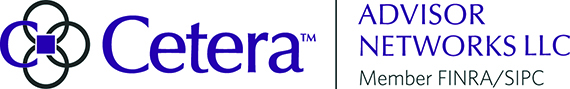 Cetera™
ADVISOR
NETWORKS LLC
Member FINRA/SIPC